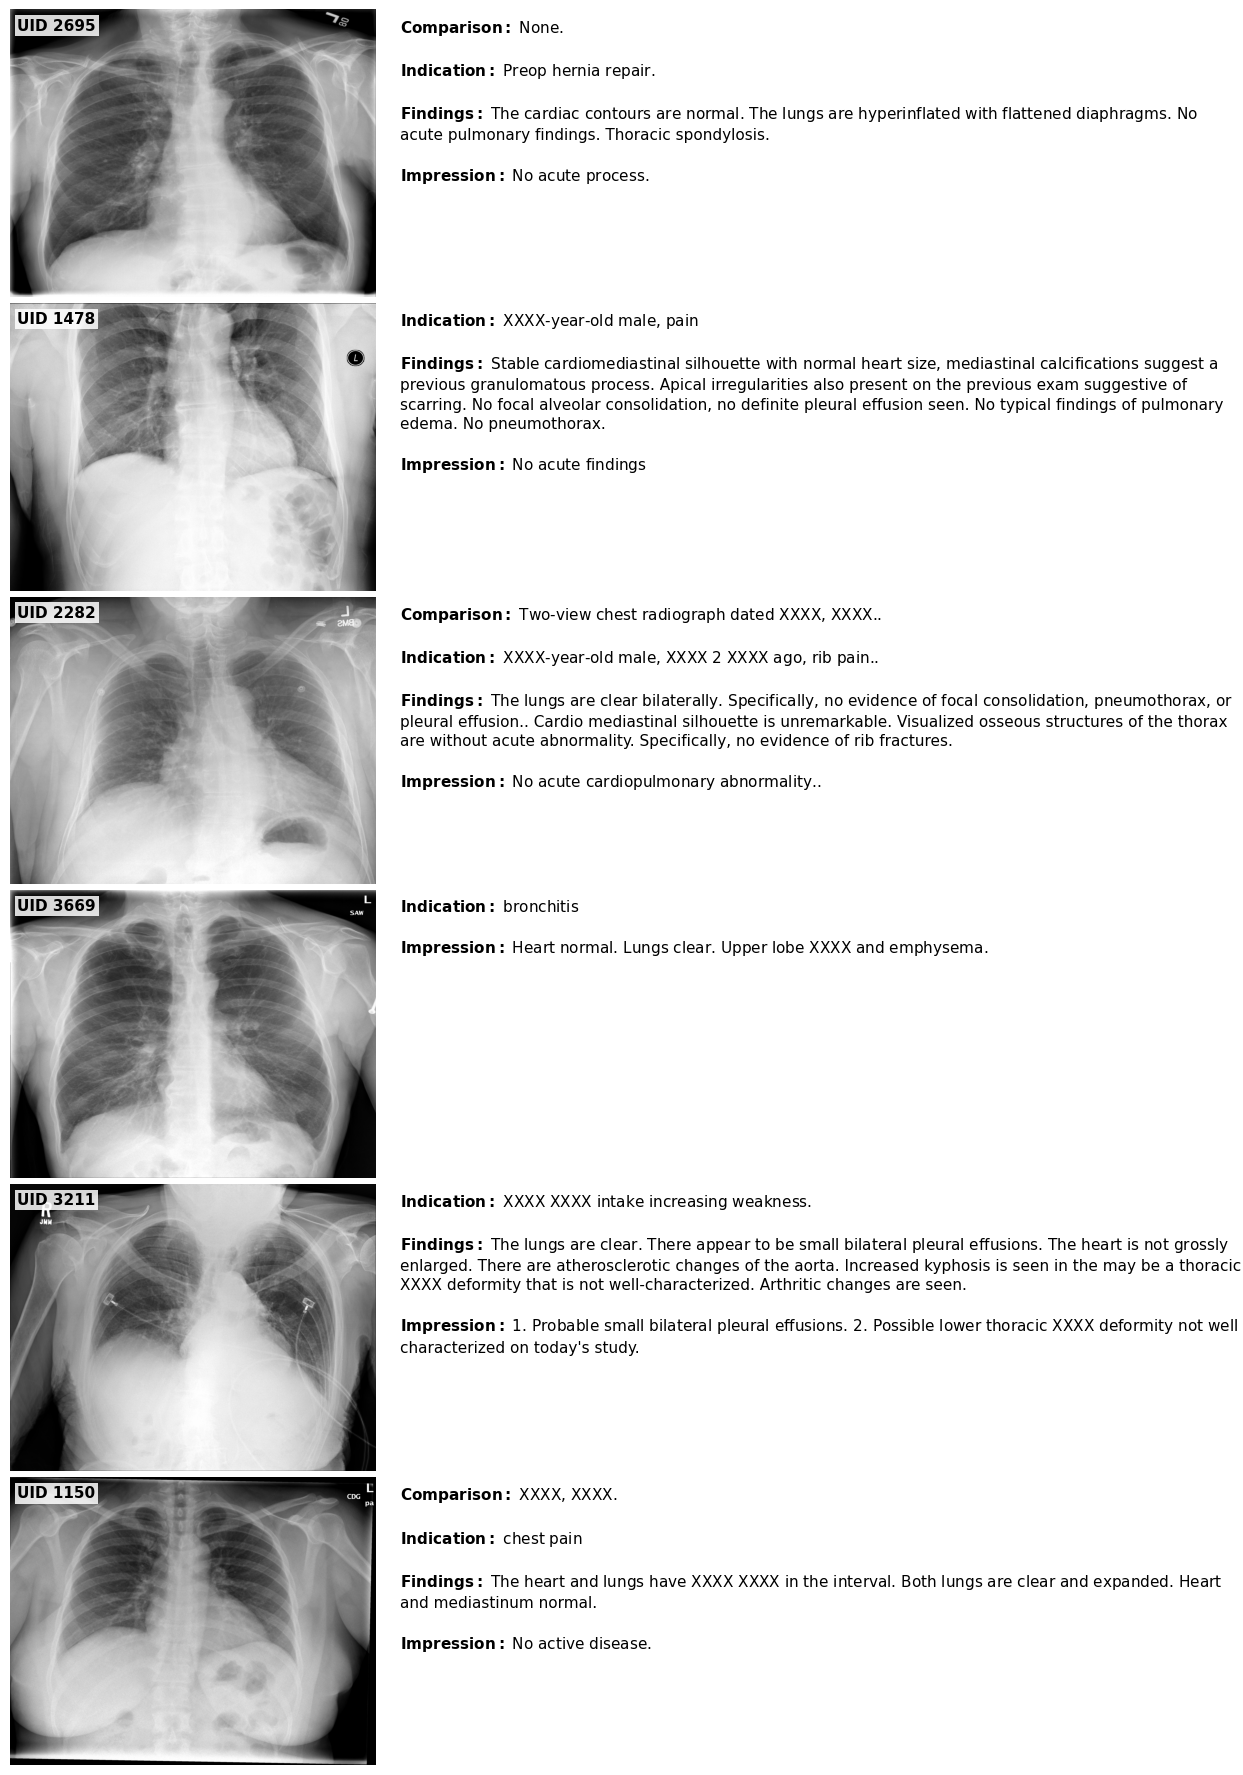 UID 2695
Comparison: None.
Indication: Preop hernia repair.
Findings: The cardiac contours are normal. The lungs are hyperinflated with flattened diaphragms. No
acute pulmonary findings. Thoracic spondylosis.
Impression: No acute process.
UID 1478
L
Indication: XXXX-year-old male, pain
Findings: Stable cardiomediastinal silhouette with normal heart size, mediastinal calcifications suggest a
previous granulomatous process. Apical irregularities also present on the previous exam suggestive of
scarring. No focal alveolar consolidation, no definite pleural effusion seen. No typical findings of pulmonary
edema. No pneumothorax.
Impression: No acute findings
UID 2282
L
Comparison: Two-view chest radiograph dated XXXX, XXXX..
Indication: XXXX-year-old male, XXXX 2 XXXX ago, rib pain..
Findings: The lungs are clear bilaterally. Specifically, no evidence of focal consolidation, pneumothorax, or
pleural effusion.. Cardio mediastinal silhouette is unremarkable. Visualized osseous structures of the thorax
are without acute abnormality. Specifically, no evidence of rib fractures.
Impression: No acute cardiopulmonary abnormality..
UID 3669
L
SAW
Indication: bronchitis
Impression: Heart normal. Lungs clear. Upper lobe XXXX and emphysema.
UID 3211
R
JMW
Indication: XXXX XXXX intake increasing weakness.
Findings: The lungs are clear. There appear to be small bilateral pleural effusions. The heart is not grossly
enlarged. There are atherosclerotic changes of the aorta. Increased kyphosis is seen in the may be a thoracic
XXXX deformity that is not well-characterized. Arthritic changes are seen.
Impression: 1. Probable small bilateral pleural effusions. 2. Possible lower thoracic XXXX deformity not well
characterized on today's study.
UID 1150
L
CDG
pa
Comparison: XXXX, XXXX.
Indication: chest pain
Findings: The heart and lungs have XXXX XXXX in the interval. Both lungs are clear and expanded. Heart
and mediastinum normal.
Impression: No active disease.